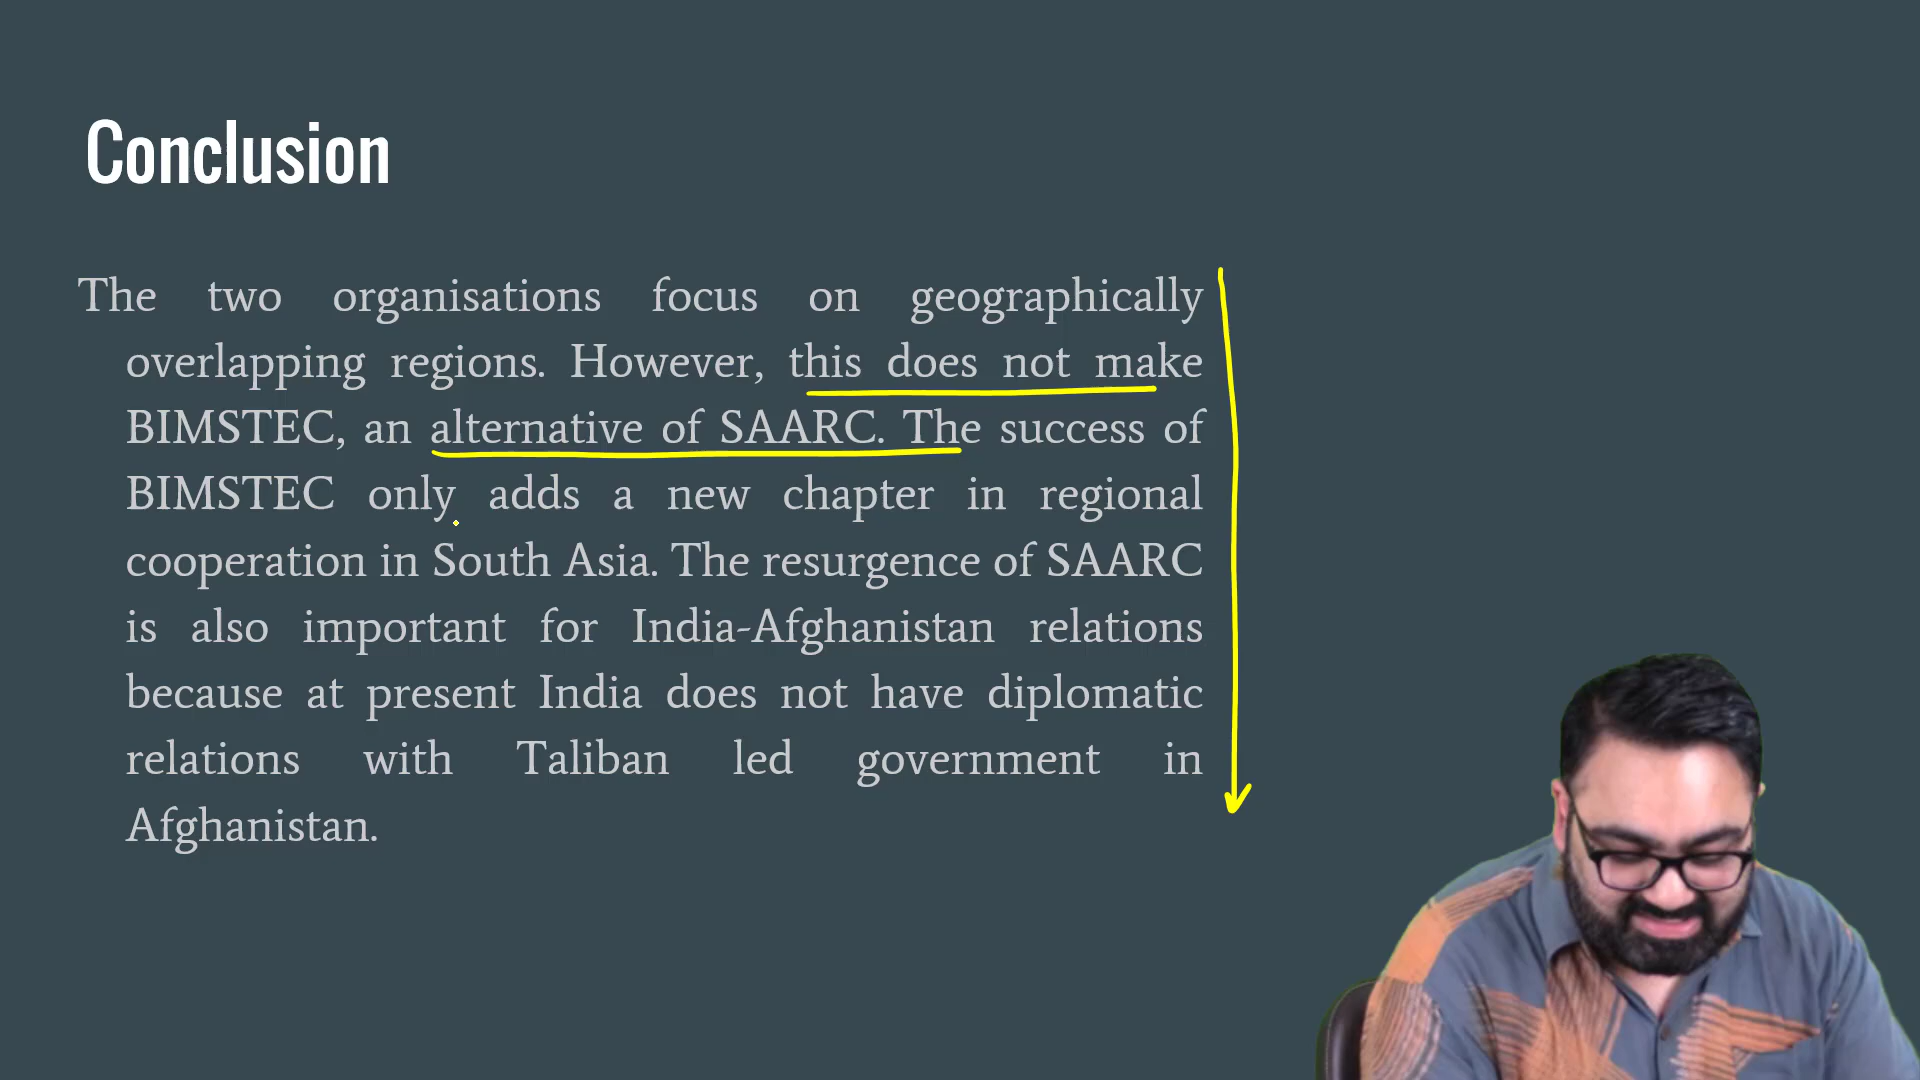 Conclusion
The two organisations focus on geographically
overlapping regions. However, this does not make
BIMSTEC, an alternative of SAARC. The success of
BIMSTEC only adds a new chapter in regional
cooperation in South Asia. The resurgence of SAARC
is also important for India-Afghanistan relations
because at present India does not have diplomatic
relations with Taliban led government in
Afghanistan.